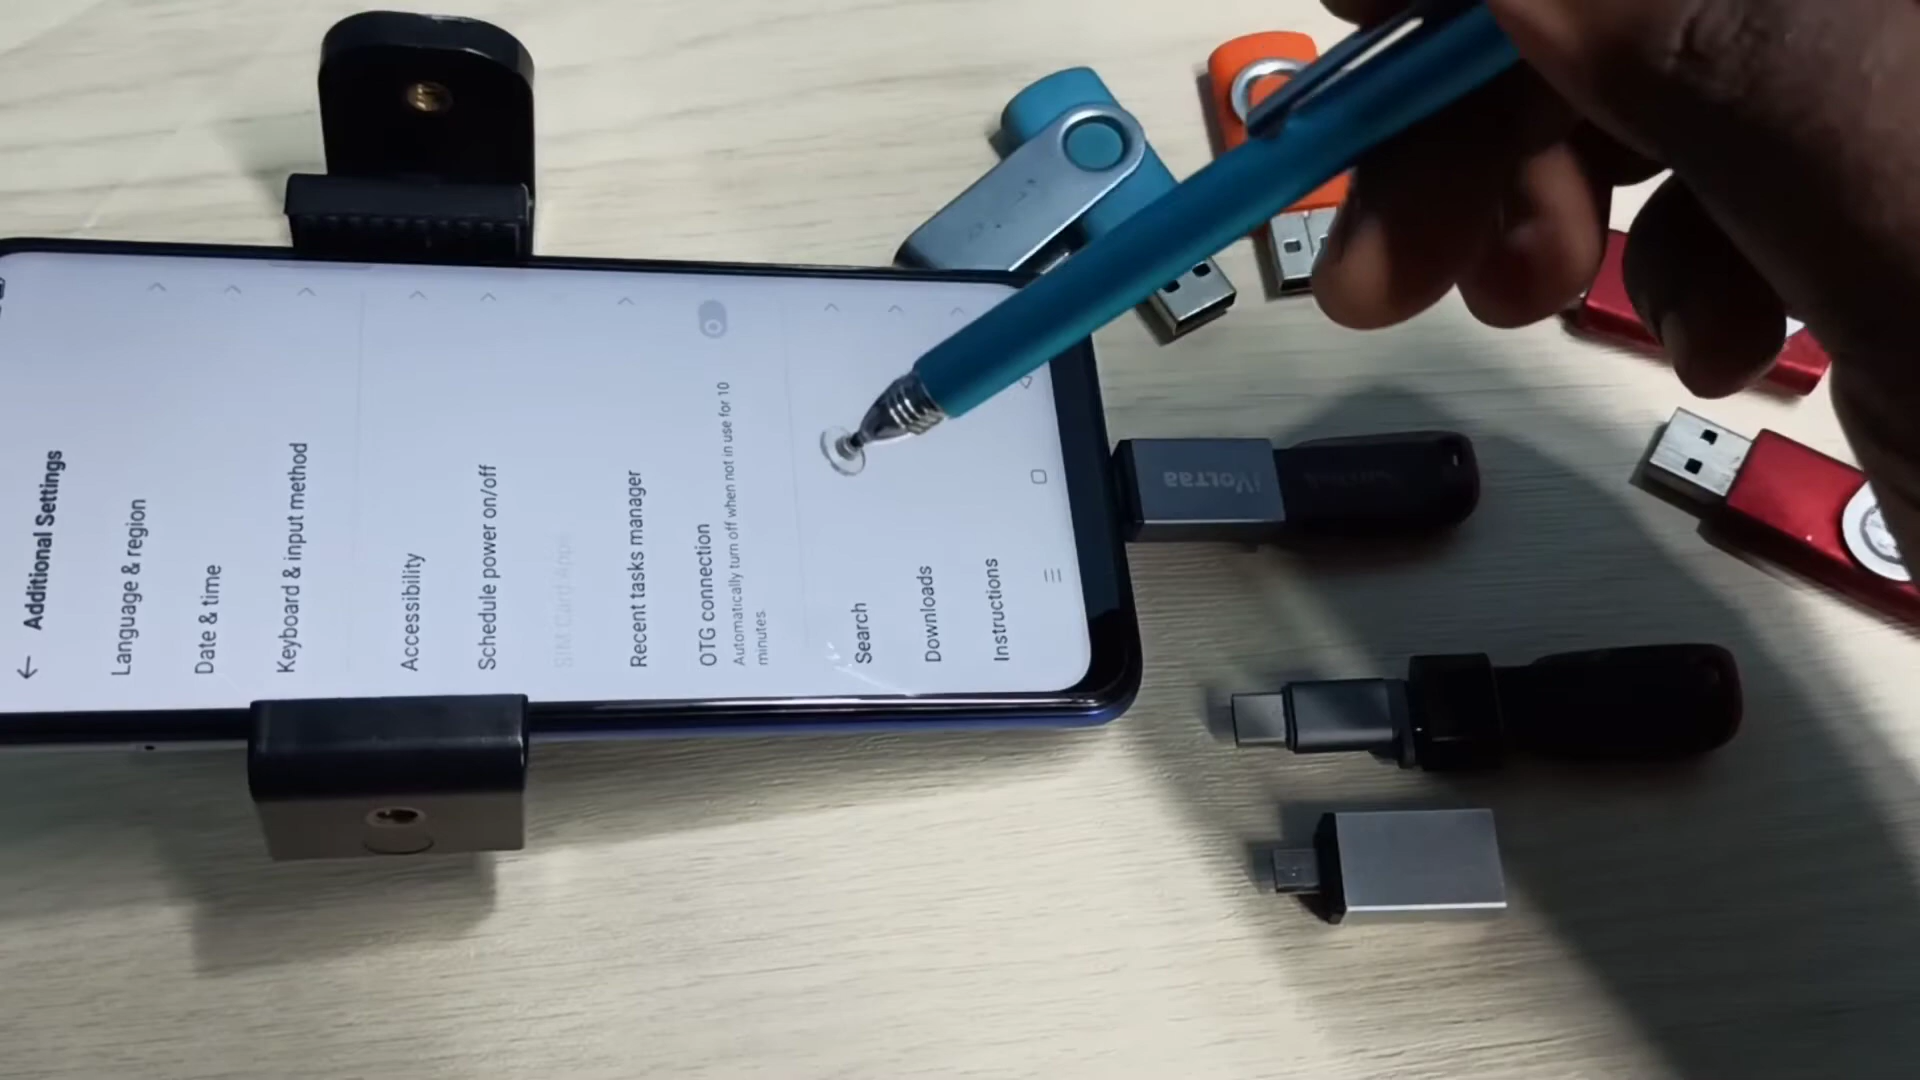 Additional Settings
Language & region
Date & time
Keyboard & input method
Accessibility
Schedule power on/off
Recent tasks manager
OTG connection
Automatically turn off when not in use for 10
minutes.
Search
Downloads
Instructions
iVoltaa